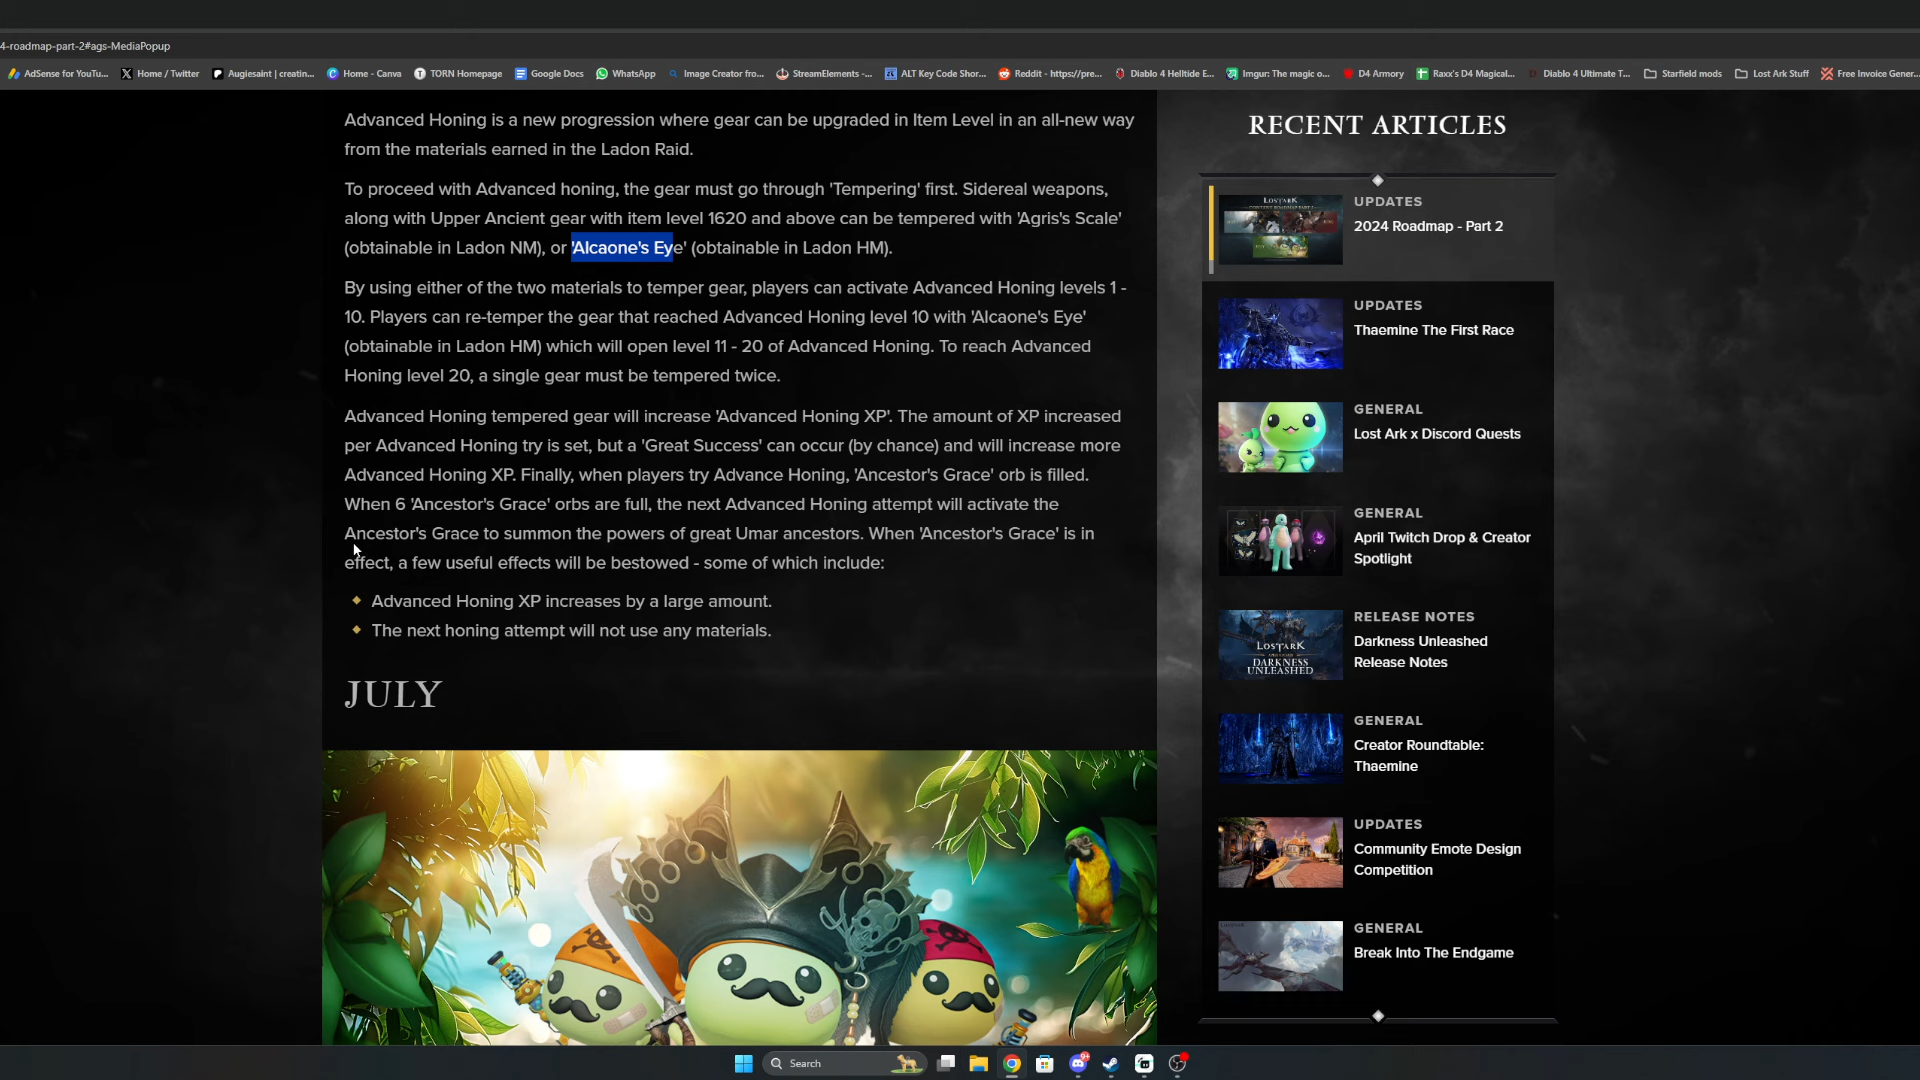 4-roadmap-part-2#ags-MediaPopup
AdSense for YouTu...
Home / Twitter
Augiesaint | creatin...
Home - Canva
TORN Homepage
Google Docs
WhatsApp
Image Creator fro...
StreamElements -...
ALT Key Code Shor...
Reddit - https://pre...
Diablo 4 Helltide E...
Imgur: The magic o...
D4 Armory
Raxx's D4 Magical...
Diablo 4 Ultimate T...
Starfield mods
Lost Ark Stuff
Free Invoice Gener...
Advanced Honing is a new progression where gear can be upgraded in Item Level in an all-new way
from the materials earned in the Ladon Raid.
To proceed with Advanced honing, the gear must go through 'Tempering' first. Sidereal weapons,
along with Upper Ancient gear with item level 1620 and above can be tempered with 'Agris's Scale'
(obtainable in Ladon NM), or 'Alcaone's Eye' (obtainable in Ladon HM).
By using either of the two materials to temper gear, players can activate Advanced Honing levels 1 -
10. Players can re-temper the gear that reached Advanced Honing level 10 with 'Alcaone's Eye'
(obtainable in Ladon HM) which will open level 11 - 20 of Advanced Honing. To reach Advanced
Honing level 20, a single gear must be tempered twice.
Advanced Honing tempered gear will increase 'Advanced Honing XP'. The amount of XP increased
per Advanced Honing try is set, but a 'Great Success' can occur (by chance) and will increase more
Advanced Honing XP. Finally, when players try Advance Honing, 'Ancestor's Grace' orb is filled.
When 6 'Ancestor's Grace' orbs are full, the next Advanced Honing attempt will activate the
Ancestor's Grace to summon the powers of great Umar ancestors. When 'Ancestor's Grace' is in
effect, a few useful effects will be bestowed - some of which include:
Advanced Honing XP increases by a large amount.
The next honing attempt will not use any materials.
JULY
RECENT ARTICLES
LOST ARK
UPDATES
2024 Roadmap - Part 2
UPDATES
Thaemine The First Race
GENERAL
Lost Ark x Discord Quests
GENERAL
April Twitch Drop & Creator
Spotlight
LOST ARK
DARKNESS
UNLEASHED
RELEASE NOTES
Darkness Unleashed
Release Notes
GENERAL
Creator Roundtable:
Thaemine
UPDATES
Community Emote Design
Competition
GENERAL
Break Into The Endgame
Search